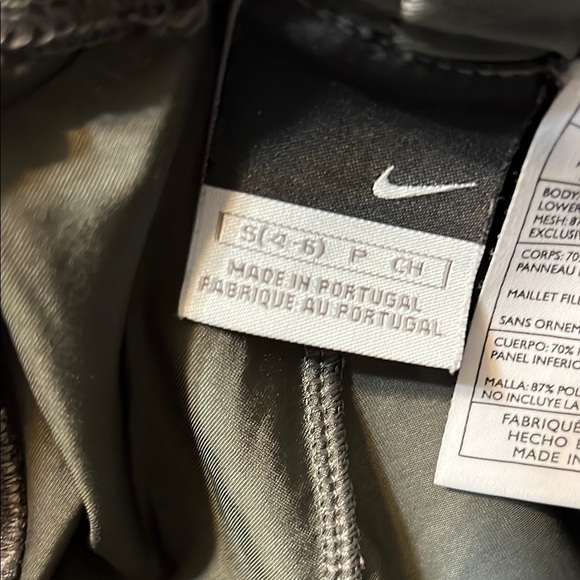 S(4-6) P CH
MADE IN PORTUGAL
FABRIQUE AU PORTUGAL
BODY:
LOWER
MESH: 87
EXCLUSIV
CORPS: 70
PANNEAU
MAILLET FIL
SANS ORNEM
CUERPO: 70%
PANEL INFERIO
MALLA: 87% POL
NO INCLUYE LA
FABRIQUÉ
HECHO E
MADE IN